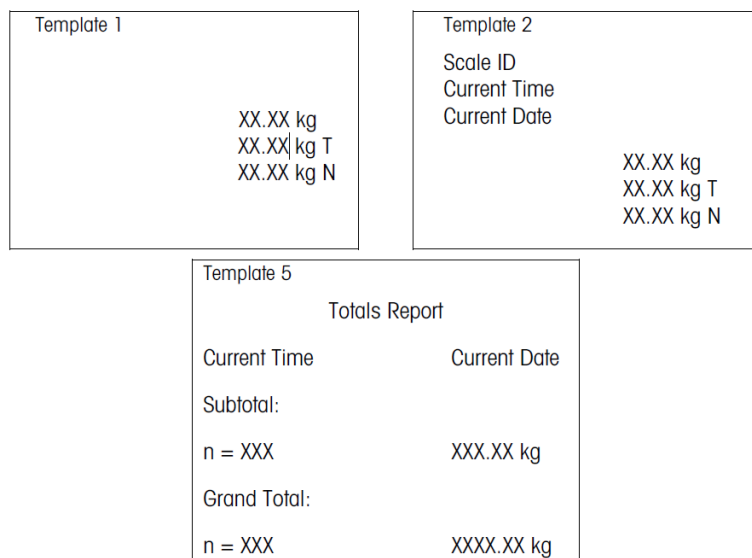 Template 1
XX.XX kg
XX.XX kg T
XX.XX kg N
Template 2
Scale ID
Current Time
Current Date
XX.XX kg
XX.XX kg T
XX.XX kg N
Template 5
Totals Report
Current Time Current Date
Subtotal:
n = XXX XXX.XX kg
Grand Total:
n = XXX XXXX.XX kg